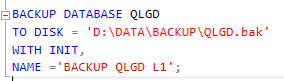 BACKUP DATABASE QLGD
TO DISK = 'D:\DATA\BACKUP\QLGD.bak'
WITH INIT,
NAME ='BACKUP QLGD L1';